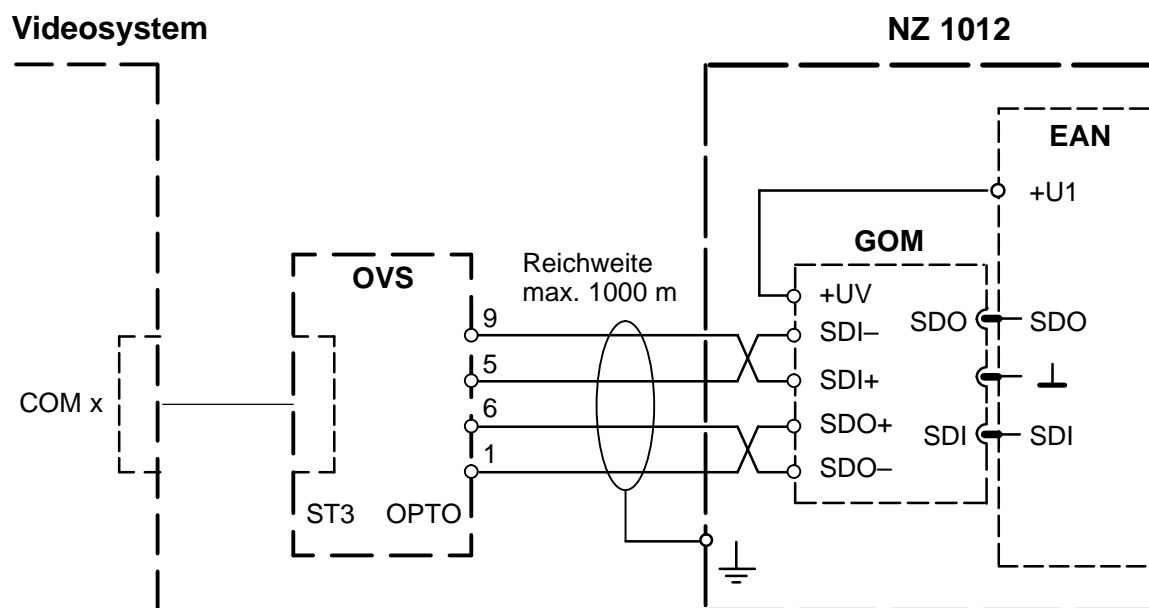 Videosystem
NZ 1012
EAN
+U1
GOM
OVS
Reichweite
max. 1000 m
+UV
9
SDI–
SDO
SDO
5
SDI+
COM x
6
SDO+
SDI
SDI
1
SDO–
ST3
OPTO